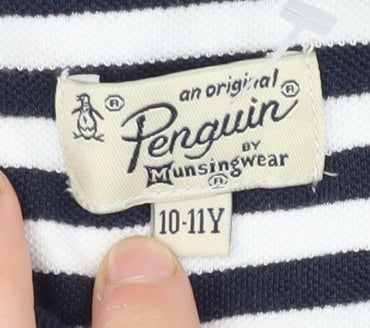 an original ®
® Penguin
BY
Munsingwear
®
10-11Y